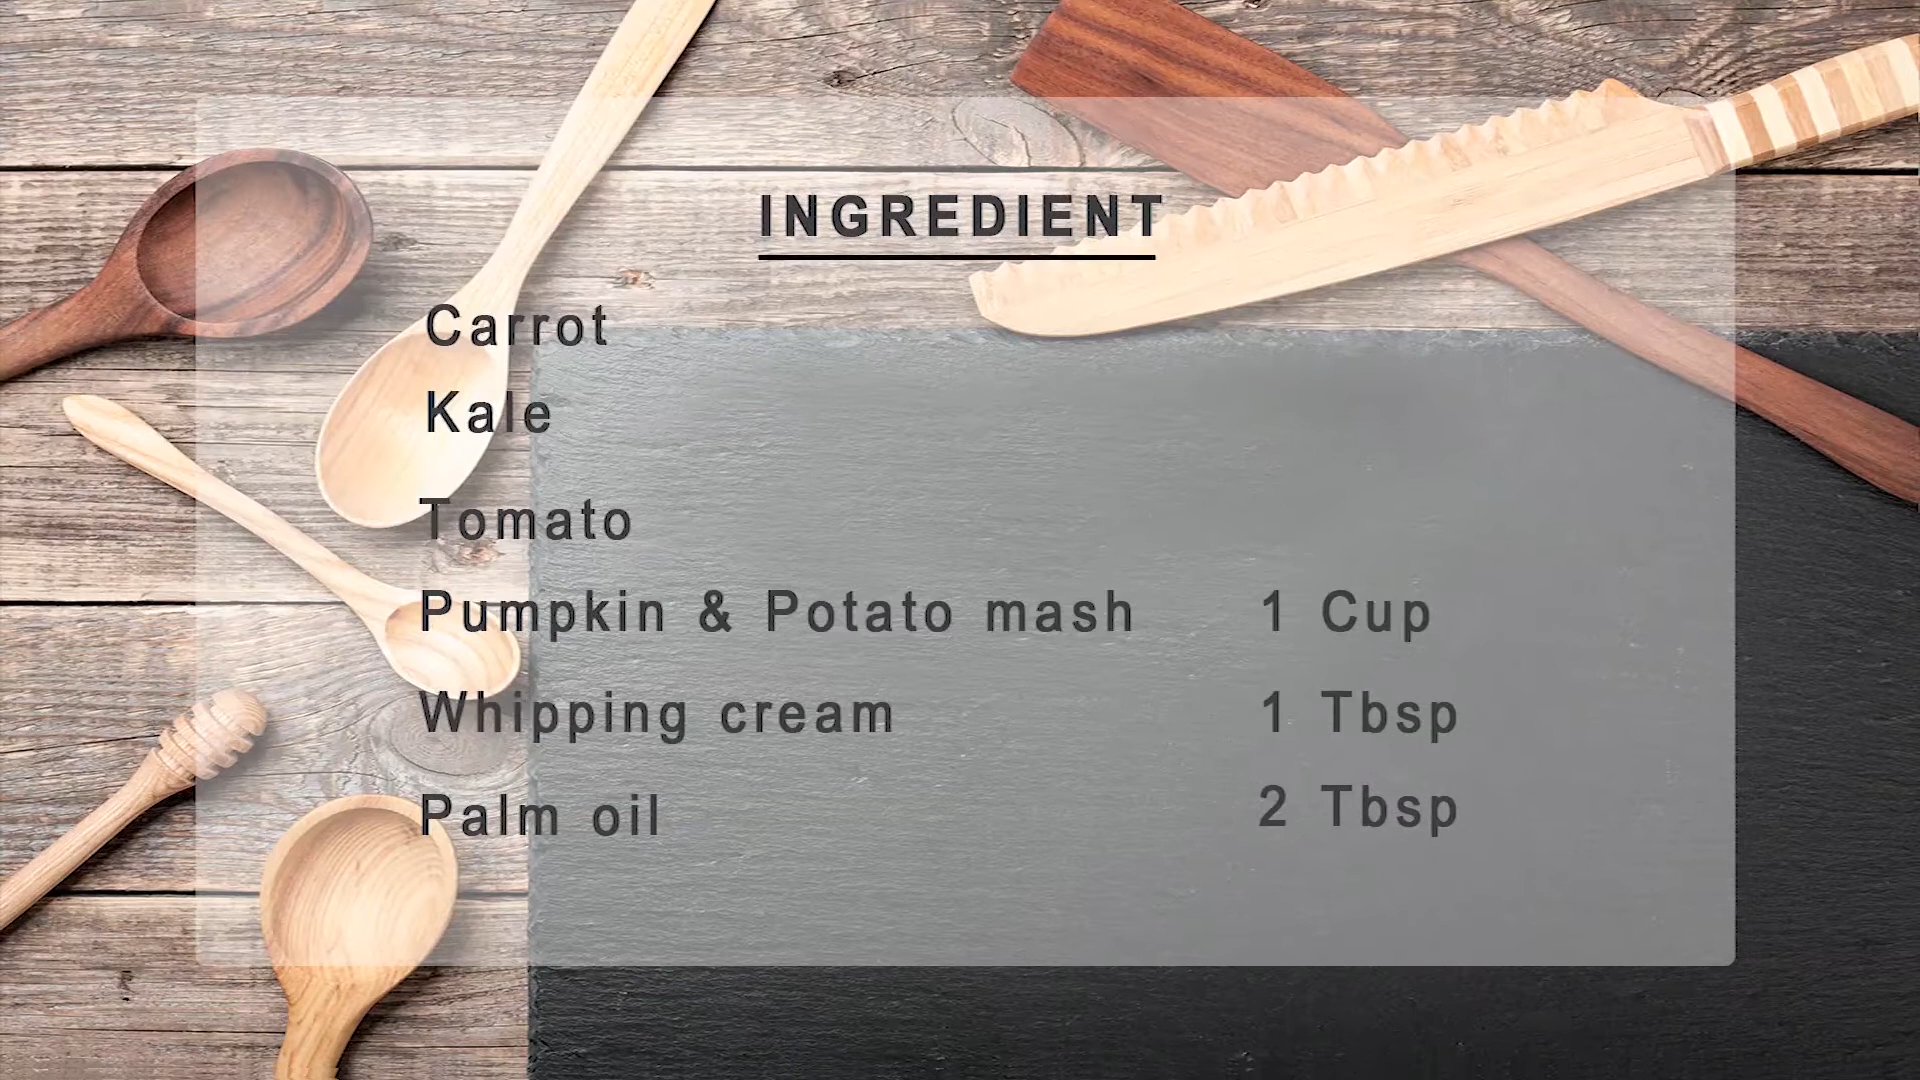 INGREDIENT
Carrot
Kale
Tomato
Pumpkin & Potato mash 1 Cup
Whipping cream 1 Tbsp
Palm oil 2 Tbsp